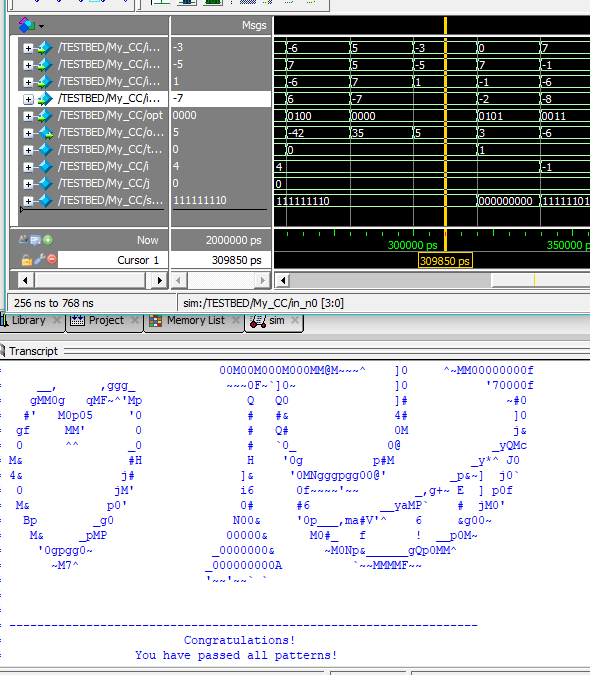 Msgs
/TESTBED/My_CC/i... -3 -6 5 -3 0 7
/TESTBED/My_CC/i... -5 7 5 -5 7 -1
/TESTBED/My_CC/i... 1 -6 7 1 -1 -6
/TESTBED/My_CC/i... -7 6 -7 -2 -8
/TESTBED/My_CC/opt 0000 0100 0000 0101 0011
/TESTBED/My_CC/o... 5 -42 35 5 3 -6
/TESTBED/My_CC/t... 0 0 1
/TESTBED/My_CC/i 4 4 -1
/TESTBED/My_CC/j 0 0
/TESTBED/My_CC/s... 111111110 111111110 000000000 11111101
Now 2000000 ps 300000 ps 350000 ps
Cursor 1 309850 ps 309850 ps
256 ns to 768 ns sim:/TESTBED/My_CC/in_n0 [3:0]
Library Project Memory List sim
Transcript
Congratulations!
You have passed all patterns!